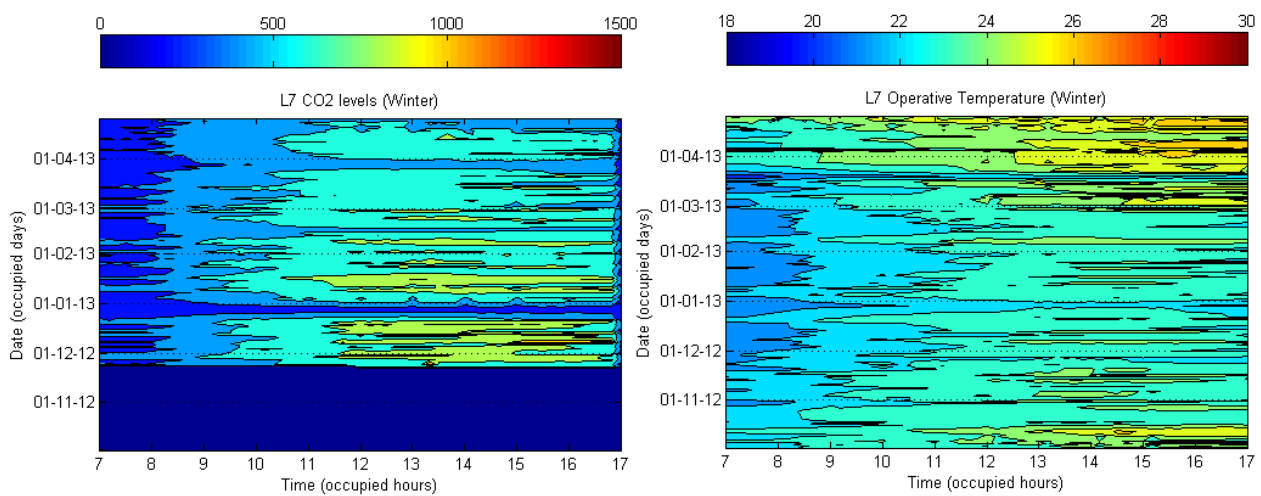 0 500 1000 1500
L7 CO2 levels (Winter)
Date (occupied days)
01-04-13
01-03-13
01-02-13
01-01-13
01-12-12
01-11-12
7 8 9 10 11 12 13 14 15 16 17
Time (occupied hours)
18 20 22 24 26 28 30
L7 Operative Temperature (Winter)
Date (occupied days)
01-04-13
01-03-13
01-02-13
01-01-13
01-12-12
01-11-12
7 8 9 10 11 12 13 14 15 16 17
Time (occupied hours)